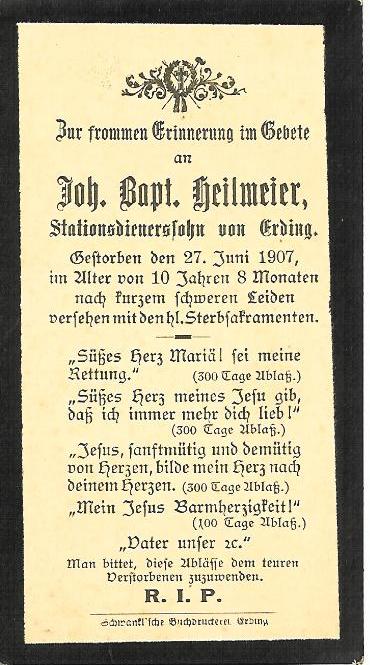 Zur frommen Erinnerung im Gebete
an
Joh. Bapt. Heilmeier,
Stationsdienerssohn von Erding.
Gestorben den 27. Juni 1907,
im Alter von 10 Jahren 8 Monaten
nach kurzem schweren Leiden
versehen mit den hl. Sterbsakramenten.
„Süßes Herz Mariä! sei meine
Rettung.“ (300 Tage Ablaß.)
„Süßes Herz meines Jesu gib,
daß ich immer mehr dich lieb!“
(300 Tage Ablaß.)
„Jesus, sanftmütig und demütig
von Herzen, bilde mein Herz nach
deinem Herzen. (300 Tage Ablaß.)
„Mein Jesus Barmherzigkeit!“
(100 Tage Ablaß.)
„Vater unser ꝛc.“
Man bittet, diese Ablässe dem teuren
Verstorbenen zuzuwenden.
R. I. P.
Schwankl'sche Buchdruckerei Erding